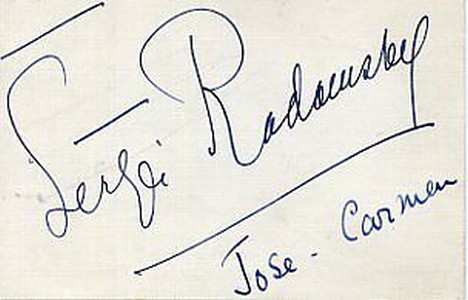 Sergei Radamsky
Jose - Carmen